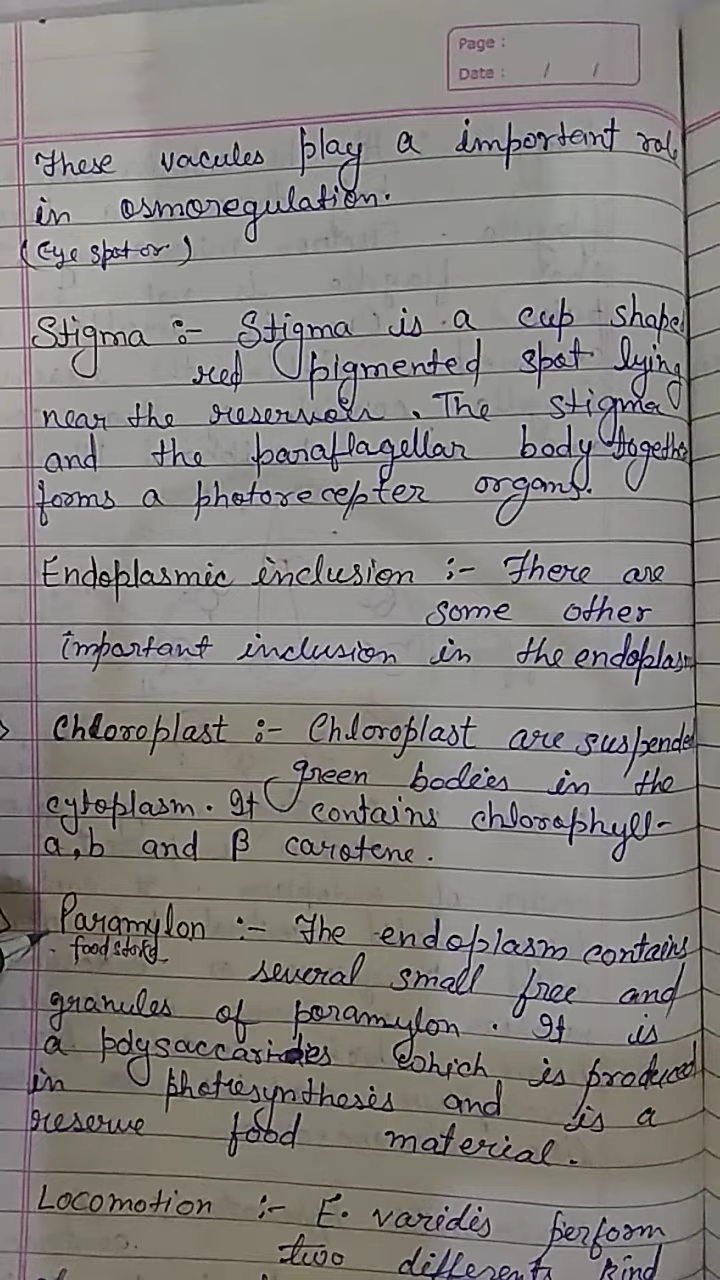 Page :
Date : / /
These vacules play a important role
in osmoregulation.
(Eye spot or)
Stigma :- Stigma is a cup shape
red pigmented spot lying
near the reservoir. The stigma
and the paraflagellar body together
forms a photorecepter organs.
Endoplasmic inclusion :- There are
some other
important inclusion in the endoplasm
Chloroplast :- Chloroplast are suspended
green bodies in the
cytoplasm. It contains chlorophyll-
a, b and β carotene.
Paramylon :- The endoplasm contains
food storg
several small free and
granules of paramylon. It is
a polysaccarides which is produced
in photesynthesis and is a
reserve food material.
Locomotion :- E. varidis perform
two different kind